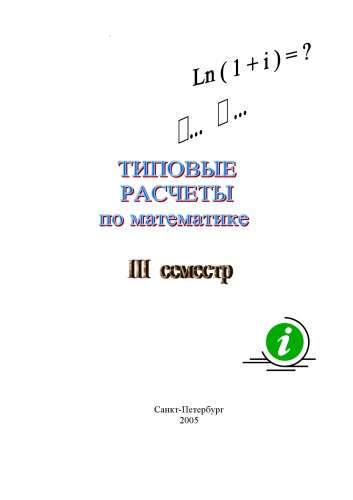 Ln ( 1 + i ) = ?
▯... ▯...
ТИПОВЫЕ
РАСЧЕТЫ
по математике
III семестр
i
Санкт-Петербург
2005